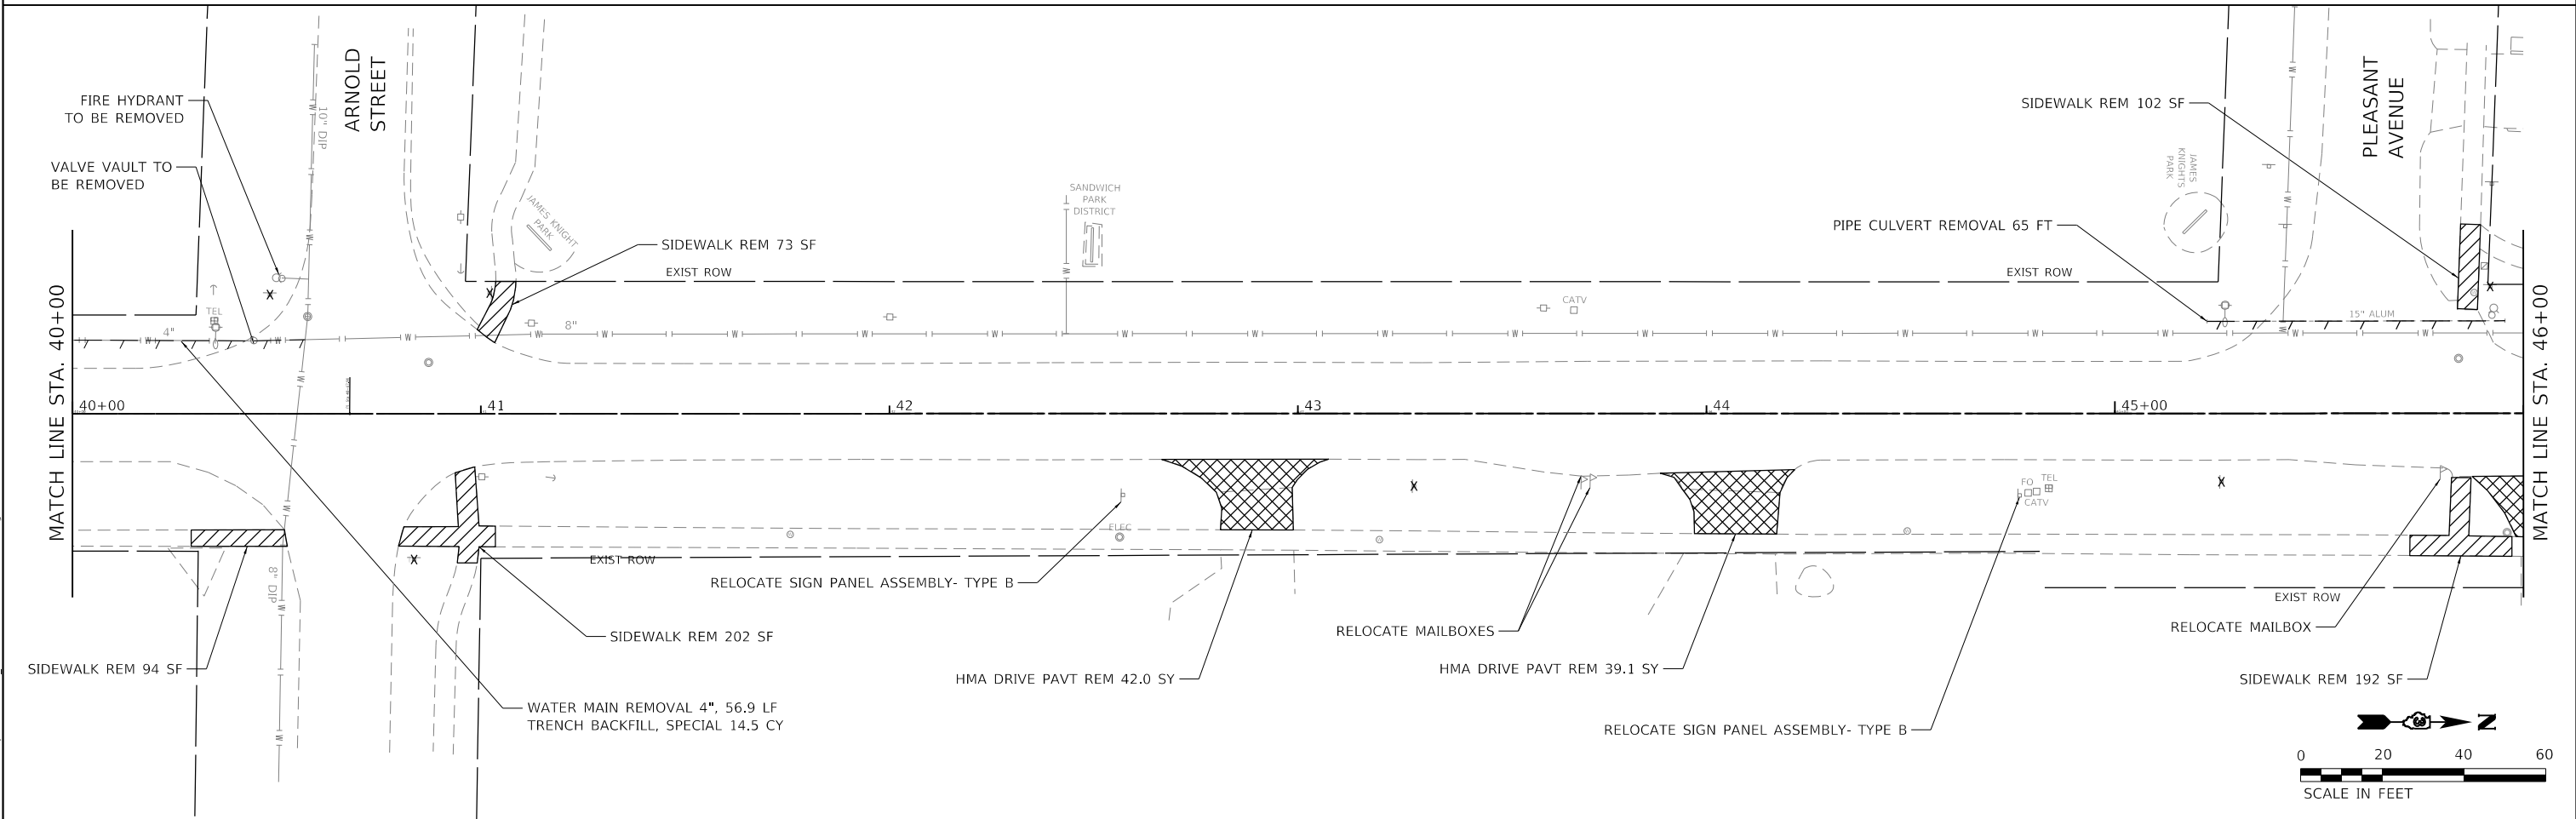 FIRE HYDRANT
TO BE REMOVED
VALVE VAULT TO
BE REMOVED
ARNOLD
STREET
10" DIP
JAMES KNIGHT
PARK
SIDEWALK REM 73 SF
SANDWICH
PARK
DISTRICT
EXIST ROW
SIDEWALK REM 102 SF
PLEASANT
AVENUE
JAMES
KNIGHTS
PARK
PIPE CULVERT REMOVAL 65 FT
EXIST ROW
TEL
4"
8"
CATV
15" ALUM
MATCH LINE STA. 40+00
MATCH LINE STA. 46+00
40+00
41
42
43
44
45+00
ELEC
FO
TEL
CATV
EXIST ROW
8" DIP
RELOCATE SIGN PANEL ASSEMBLY- TYPE B
SIDEWALK REM 202 SF
SIDEWALK REM 94 SF
WATER MAIN REMOVAL 4", 56.9 LF
TRENCH BACKFILL, SPECIAL 14.5 CY
HMA DRIVE PAVT REM 42.0 SY
RELOCATE MAILBOXES
HMA DRIVE PAVT REM 39.1 SY
RELOCATE SIGN PANEL ASSEMBLY- TYPE B
EXIST ROW
RELOCATE MAILBOX
SIDEWALK REM 192 SF
N
0 20 40 60
SCALE IN FEET